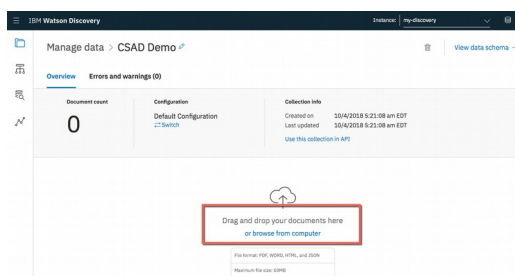 IBM Watson Discovery
Instance: my-discovery
Manage data > CSAD Demo
View data schema
Overview Errors and warnings (0)
Document count
0
Configuration
Default Configuration
Switch
Collection info
Created on 10/4/2018 5:21:08 am EDT
Last updated 10/4/2018 5:21:08 am EDT
Use this collection in API
Drag and drop your documents here
or browse from computer
File format: PDF, WORD, HTML, and JSON
Maximum file size: 50MB